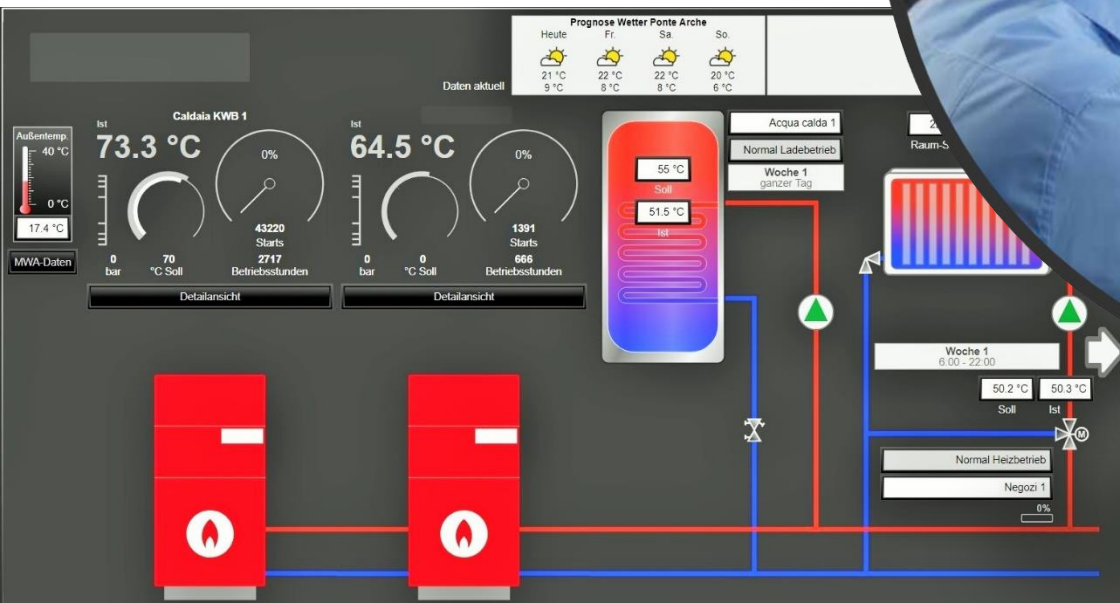 Prognose Wetter Ponte Arche
Heute Fr. Sa. So.
21 °C 22 °C 22 °C 20 °C
9 °C 8 °C 8 °C 6 °C
Daten aktuell
Außentemp.
40 °C
0 °C
17.4 °C
MWA-Daten
Caldaia KWB 1
Ist
73.3 °C
0%
43220
Starts
0 70 2717
bar °C Soll Betriebsstunden
Detailansicht
Ist
64.5 °C
0%
1391
Starts
0 0 666
bar °C Soll Betriebsstunden
Detailansicht
55 °C
Soll
51.5 °C
Ist
Acqua calda 1
Normal Ladebetrieb
Woche 1
ganzer Tag
Raum-S
Woche 1
6:00 - 22:00
50.2 °C 50.3 °C
Soll Ist
M
Normal Heizbetrieb
Negozi 1
0%